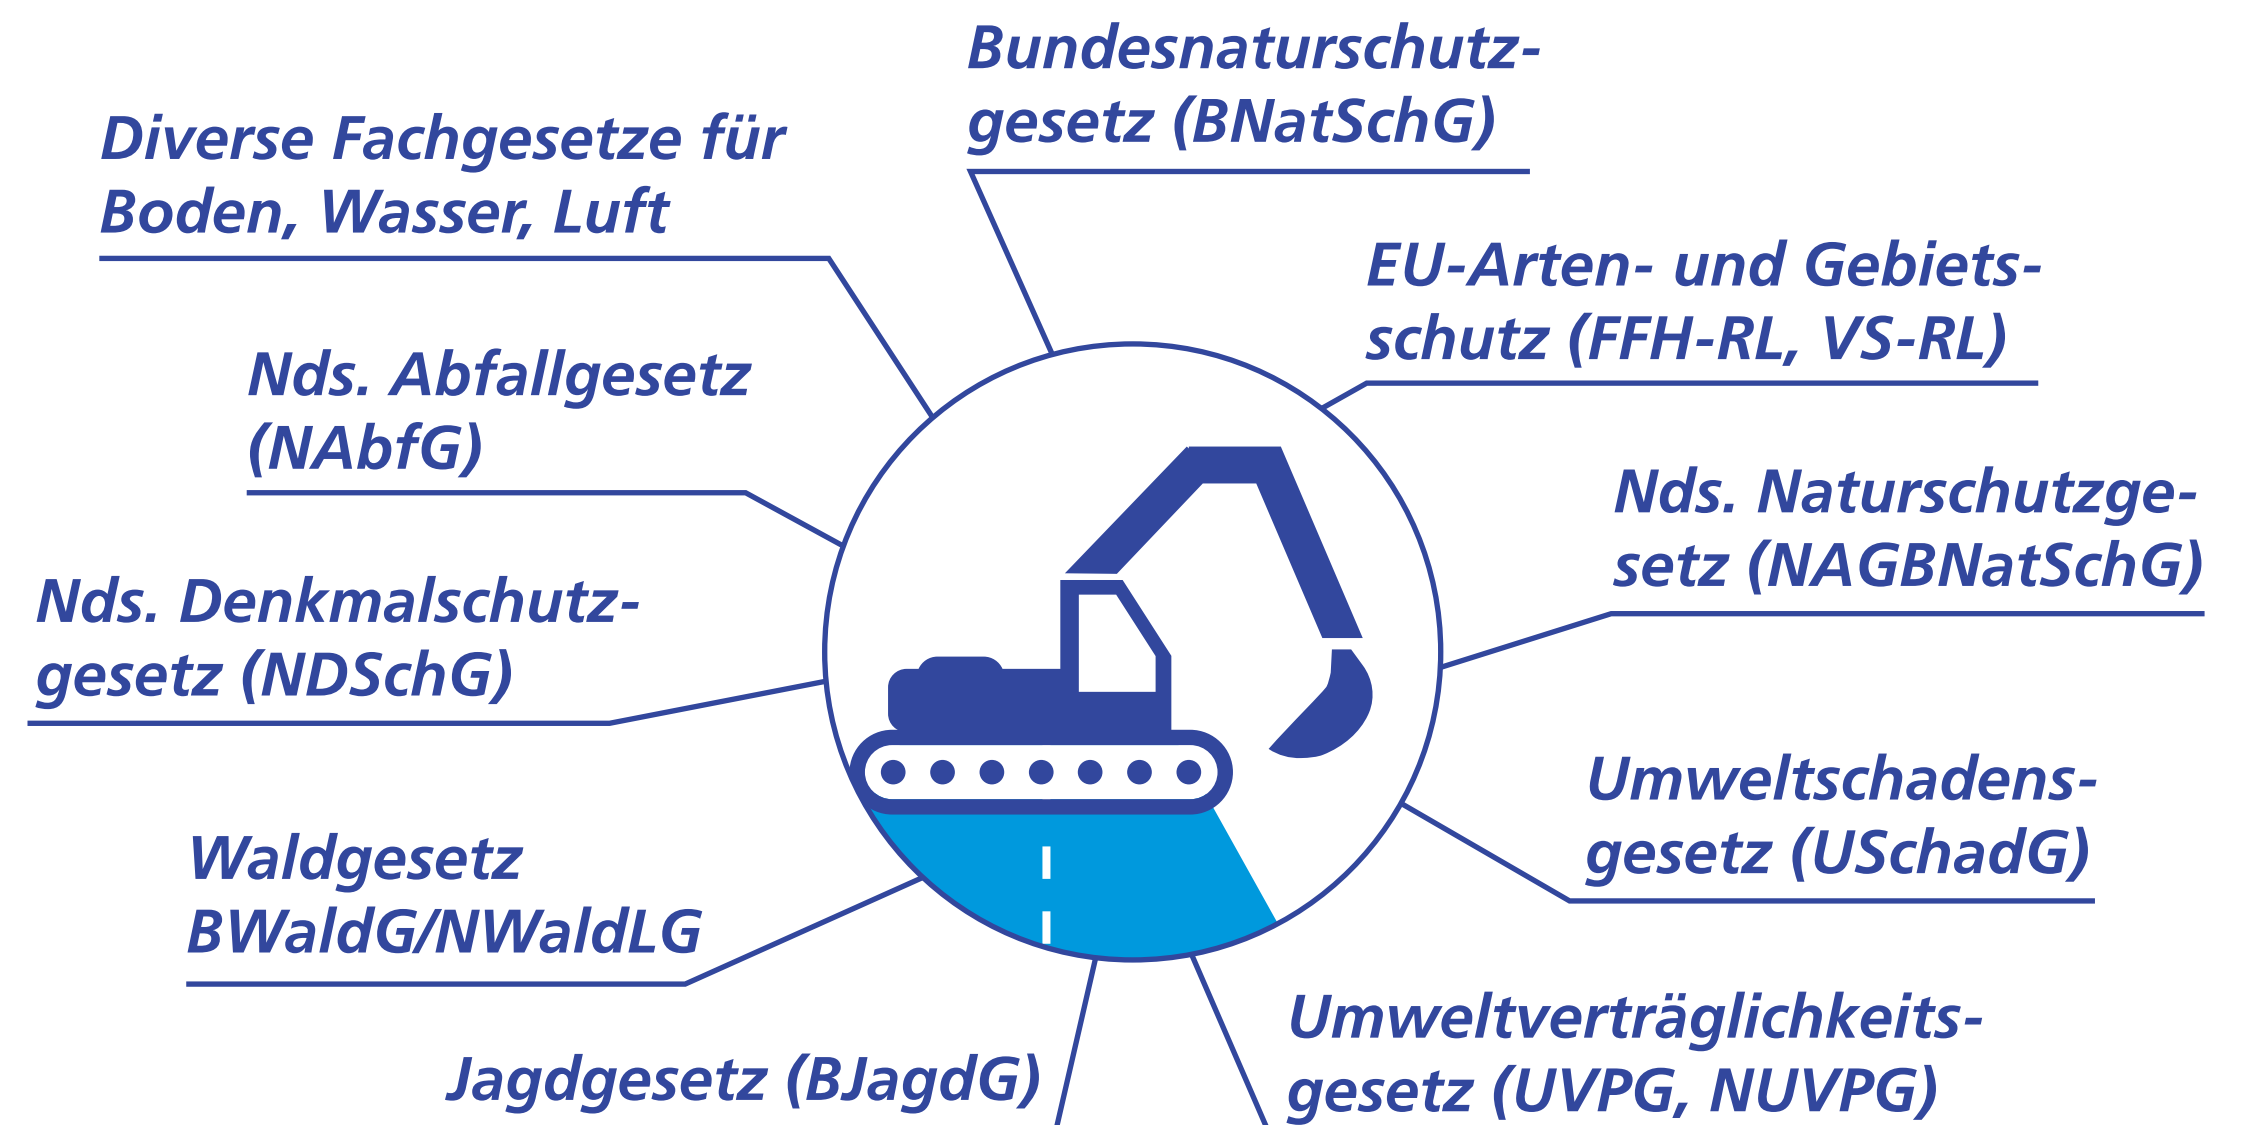 Bundesnaturschutz-
gesetz (BNatSchG)
Diverse Fachgesetze für
Boden, Wasser, Luft
EU-Arten- und Gebiets-
schutz (FFH-RL, VS-RL)
Nds. Abfallgesetz
(NAbfG)
Nds. Naturschutzge-
setz (NAGBNatSchG)
Nds. Denkmalschutz-
gesetz (NDSchG)
Umweltschadens-
gesetz (USchadG)
Waldgesetz
BWaldG/NWaldLG
Umweltverträglichkeits-
gesetz (UVPG, NUVPG)
Jagdgesetz (BJagdG)